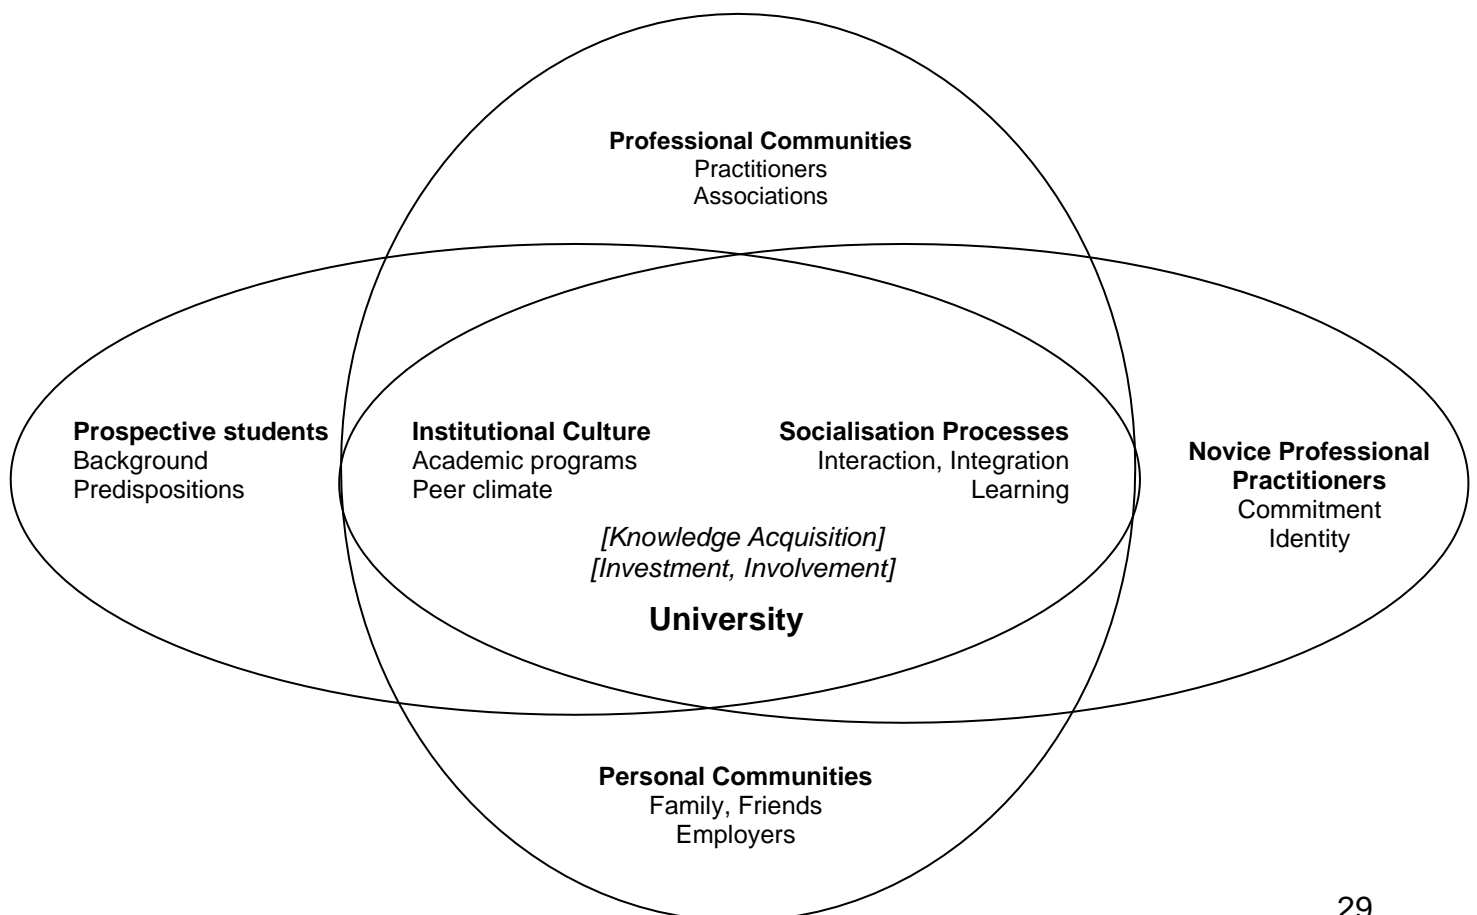 Professional Communities
Practitioners
Associations
Prospective students
Background
Predispositions
Institutional Culture
Academic programs
Peer climate
Socialisation Processes
Interaction, Integration
Learning
Novice Professional
Practitioners
Commitment
Identity
[Knowledge Acquisition]
[Investment, Involvement]
University
Personal Communities
Family, Friends
Employers
29